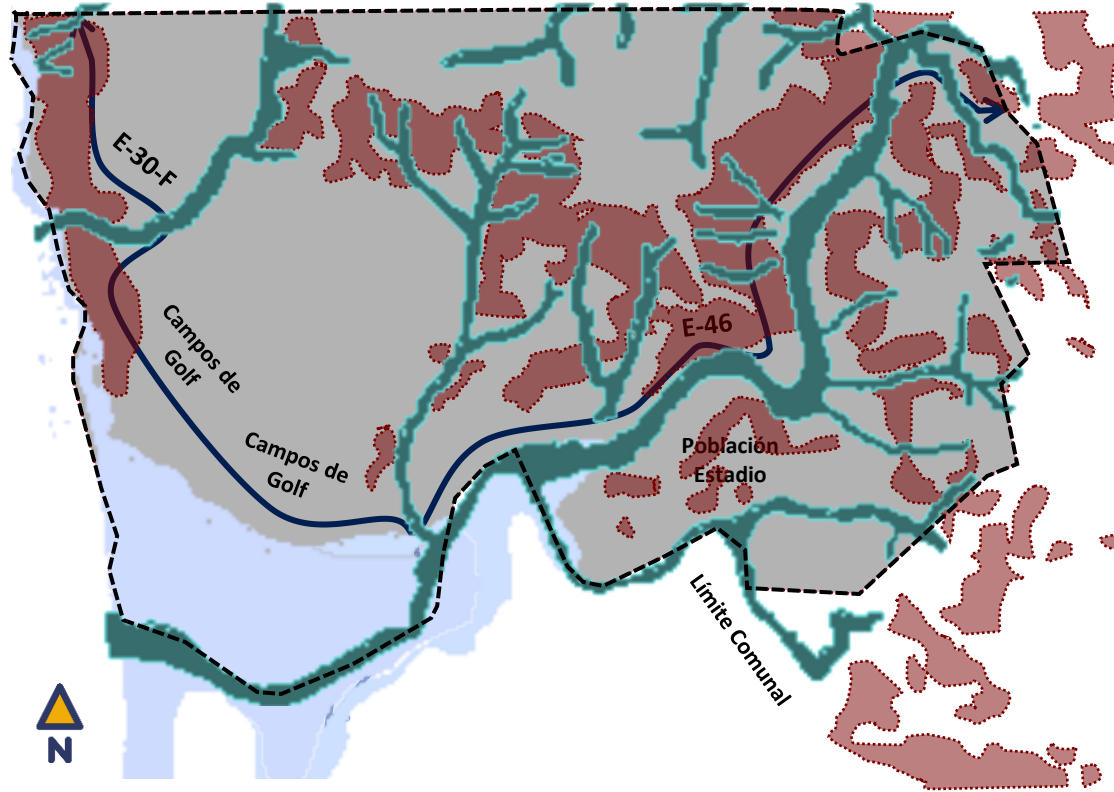 E-30-F
Campos de
Golf
E-46
Campos de
Golf
Población
Estadio
Límite Comunal
N